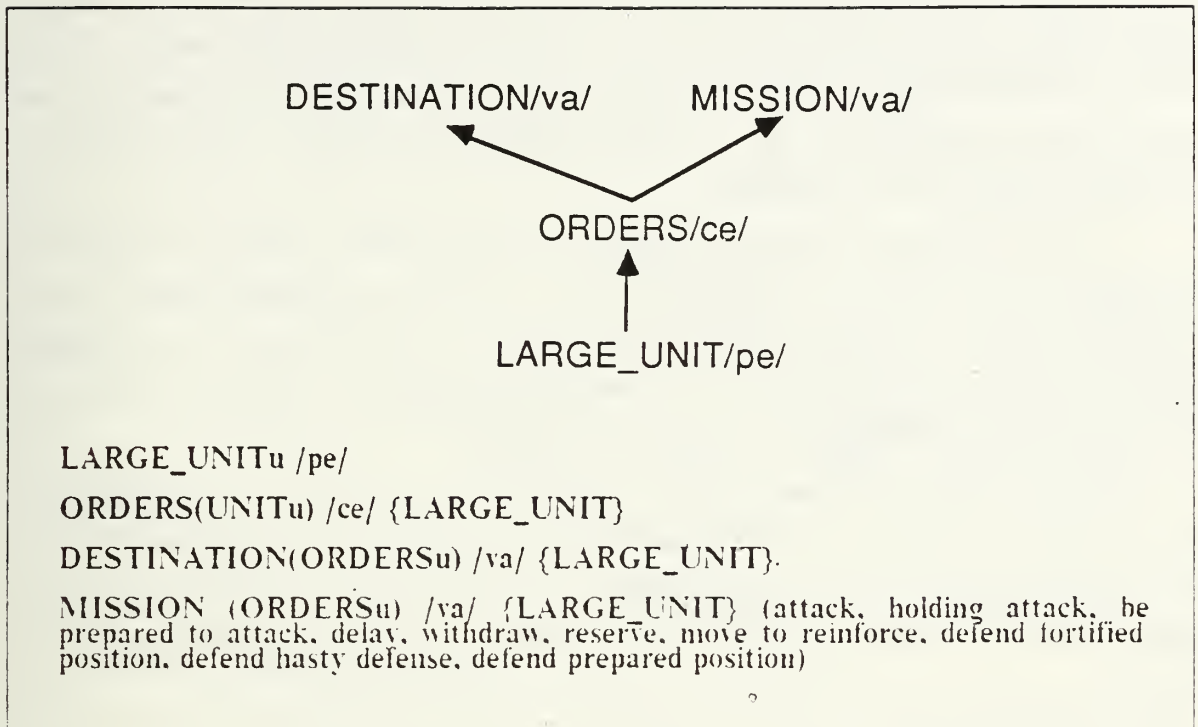 DESTINATION/va/ MISSION/va/
ORDERS/ce/
LARGE_UNIT/pe/
LARGE_UNITu /pe/
ORDERS(UNITu) /ce/ {LARGE_UNIT}
DESTINATION(ORDERSu) /va/ {LARGE_UNIT}.
MISSION (ORDERSu) /va/ {LARGE_UNIT} (attack, holding attack, be
prepared to attack, delay, withdraw, reserve, move to reinforce, defend fortified
position, defend hasty defense, defend prepared position)